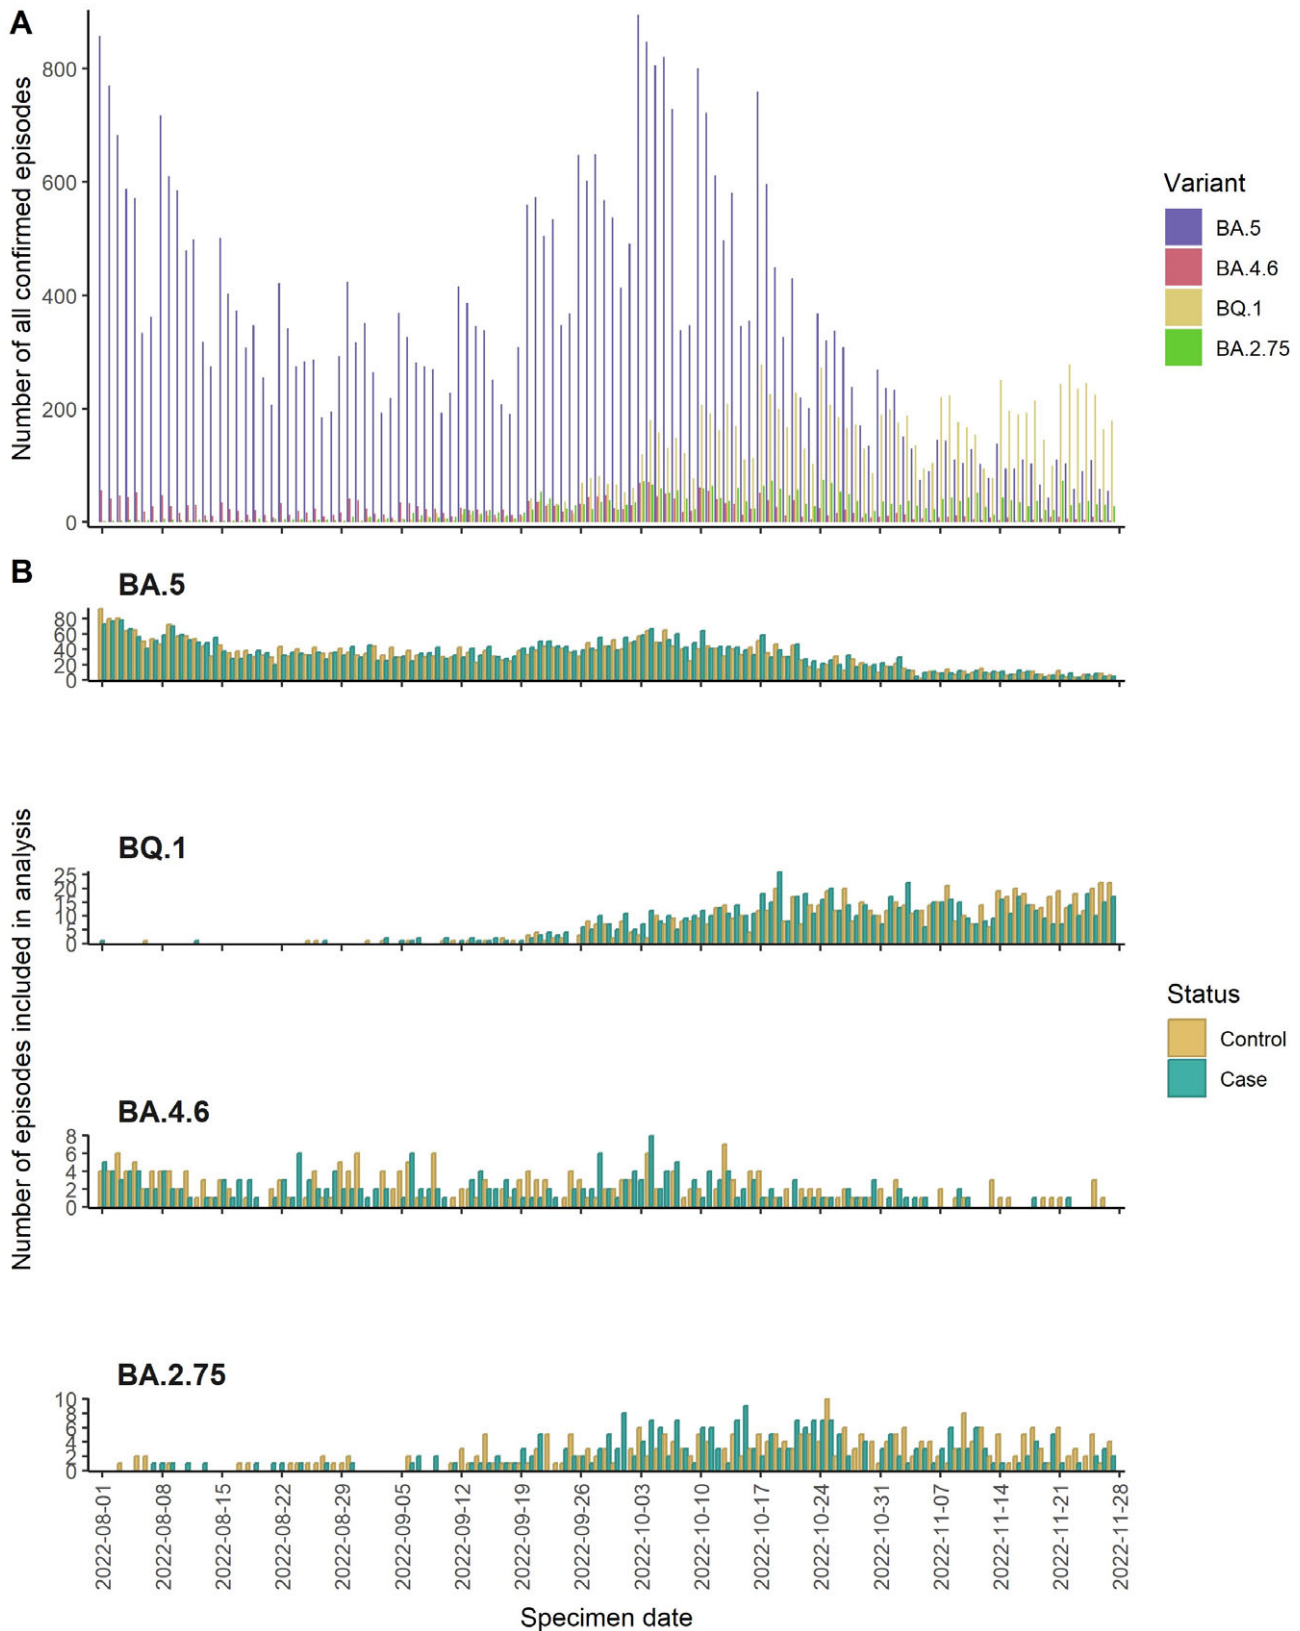 A
Number of all confirmed episodes
800
600
400
200
0
Variant
BA.5
BA.4.6
BQ.1
BA.2.75
B
Number of episodes included in analysis
BA.5
80
60
40
20
0
BQ.1
25
20
15
10
5
0
Status
Control
Case
BA.4.6
8
6
4
2
0
BA.2.75
10
8
6
4
2
0
2022-08-01
2022-08-08
2022-08-15
2022-08-22
2022-08-29
2022-09-05
2022-09-12
2022-09-19
2022-09-26
2022-10-03
2022-10-10
2022-10-17
2022-10-24
2022-10-31
2022-11-07
2022-11-14
2022-11-21
2022-11-28
Specimen date